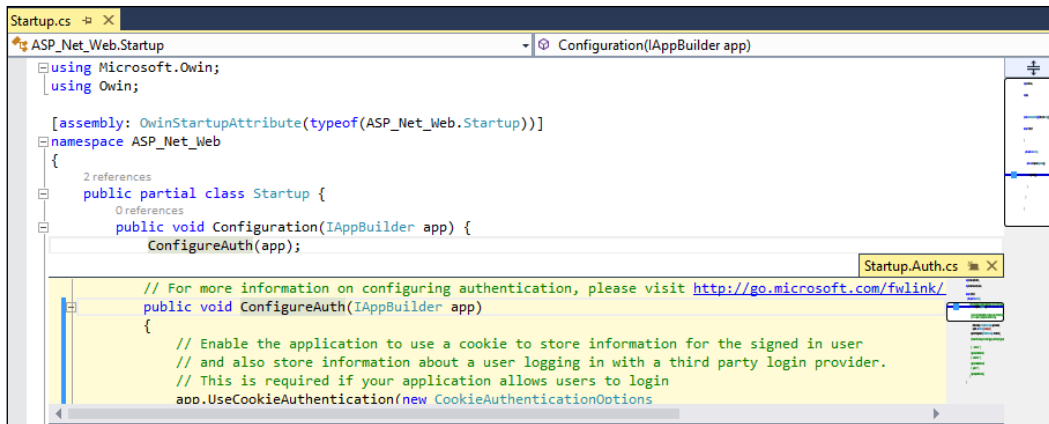 Startup.cs
ASP_Net_Web.Startup Configuration(IAppBuilder app)
using Microsoft.Owin;
using Owin;
[assembly: OwinStartupAttribute(typeof(ASP_Net_Web.Startup))]
namespace ASP_Net_Web
{
2 references
public partial class Startup {
0 references
public void Configuration(IAppBuilder app) {
ConfigureAuth(app);
Startup.Auth.cs
// For more information on configuring authentication, please visit http://go.microsoft.com/fwlink/
public void ConfigureAuth(IAppBuilder app)
{
// Enable the application to use a cookie to store information for the signed in user
// and also store information about a user logging in with a third party login provider.
// This is required if your application allows users to login
app.UseCookieAuthentication(new CookieAuthenticationOptions